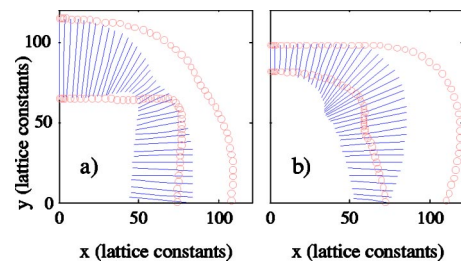 100
50
0
y (lattice constants)
a)
b)
0 50 100 0 50 100
x (lattice constants) x (lattice constants)